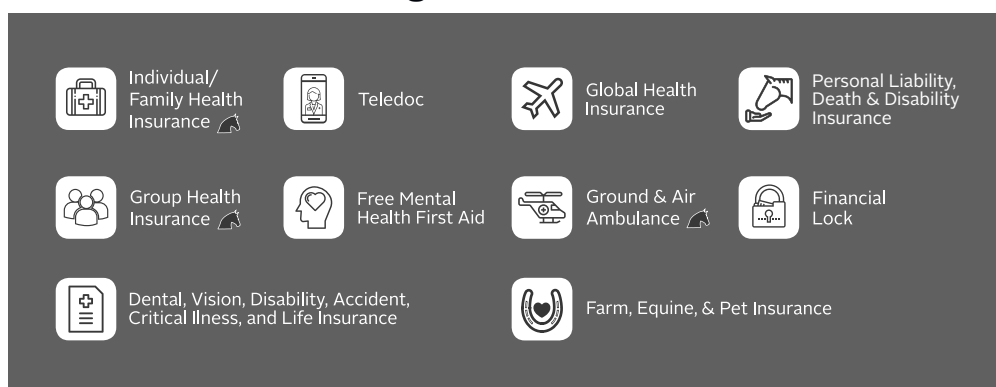 Individual/
Family Health
Insurance
Teledoc
Global Health
Insurance
Personal Liability,
Death & Disability
Insurance
Group Health
Insurance
Free Mental
Health First Aid
Ground & Air
Ambulance
Financial
Lock
Dental, Vision, Disability, Accident,
Critical Ilness, and Life Insurance
Farm, Equine, & Pet Insurance